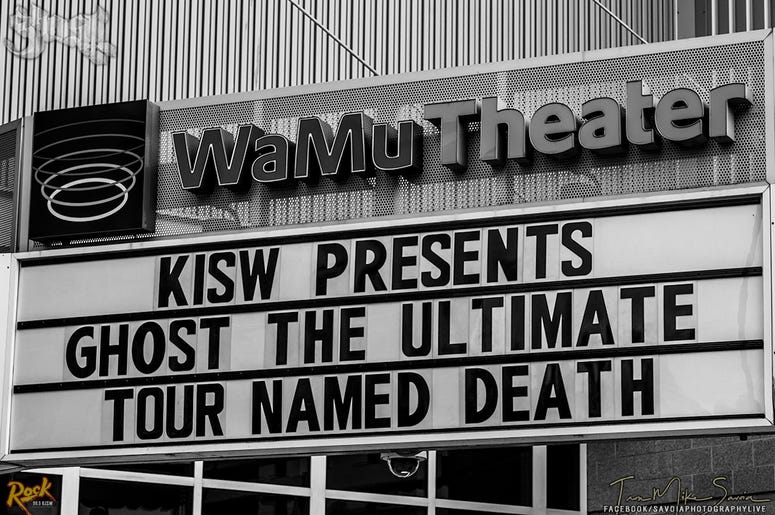 WaMu Theater
KISW PRESENTS
GHOST THE ULTIMATE
TOUR NAMED DEATH
Rock
FACEBOOK/SAVOIAPHOTOGRAPHYLIVE